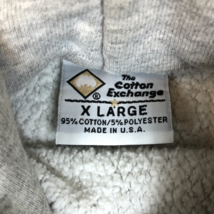 The
Cotton
Exchange
®
X LARGE
95% COTTON/5% POLYESTER
MADE IN U.S.A.